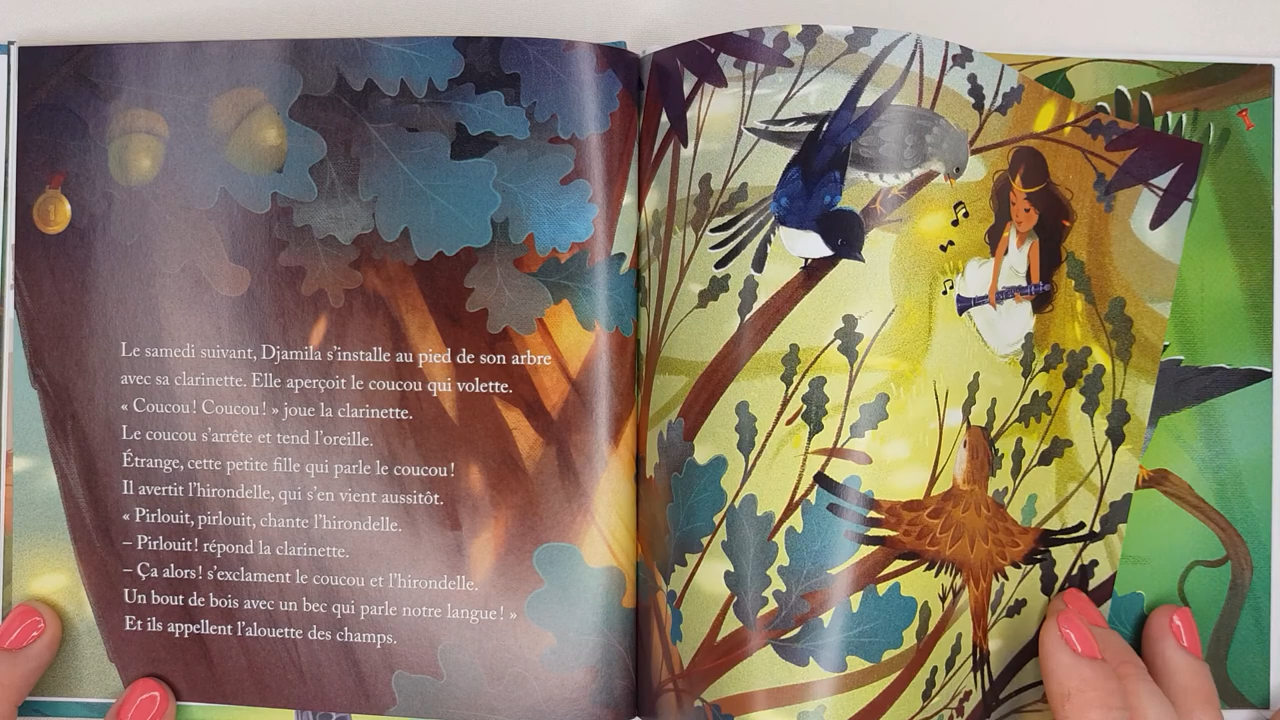 1
Le samedi suivant, Djamila s'installe au pied de son arbre
avec sa clarinette. Elle aperçoit le coucou qui volette.
« Coucou ! Coucou ! » joue la clarinette.
Le coucou s'arrête et tend l'oreille.
Étrange, cette petite fille qui parle le coucou !
Il avertit l'hirondelle, qui s'en vient aussitôt.
« Pirlouit, pirlouit, chante l'hirondelle.
– Pirlouit ! répond la clarinette.
– Ça alors ! s'exclament le coucou et l'hirondelle.
Un bout de bois avec un bec qui parle notre langue ! »
Et ils appellent l'alouette des champs.